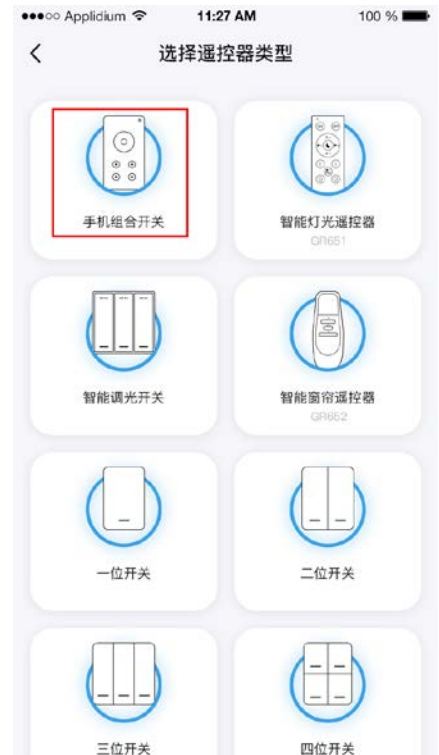 Applidium 11:27 AM 100 %
选择遥控器类型
手机组合开关
智能灯光遥控器
GR651
智能调光开关
智能窗帘遥控器
GR652
一位开关
二位开关
三位开关
四位开关